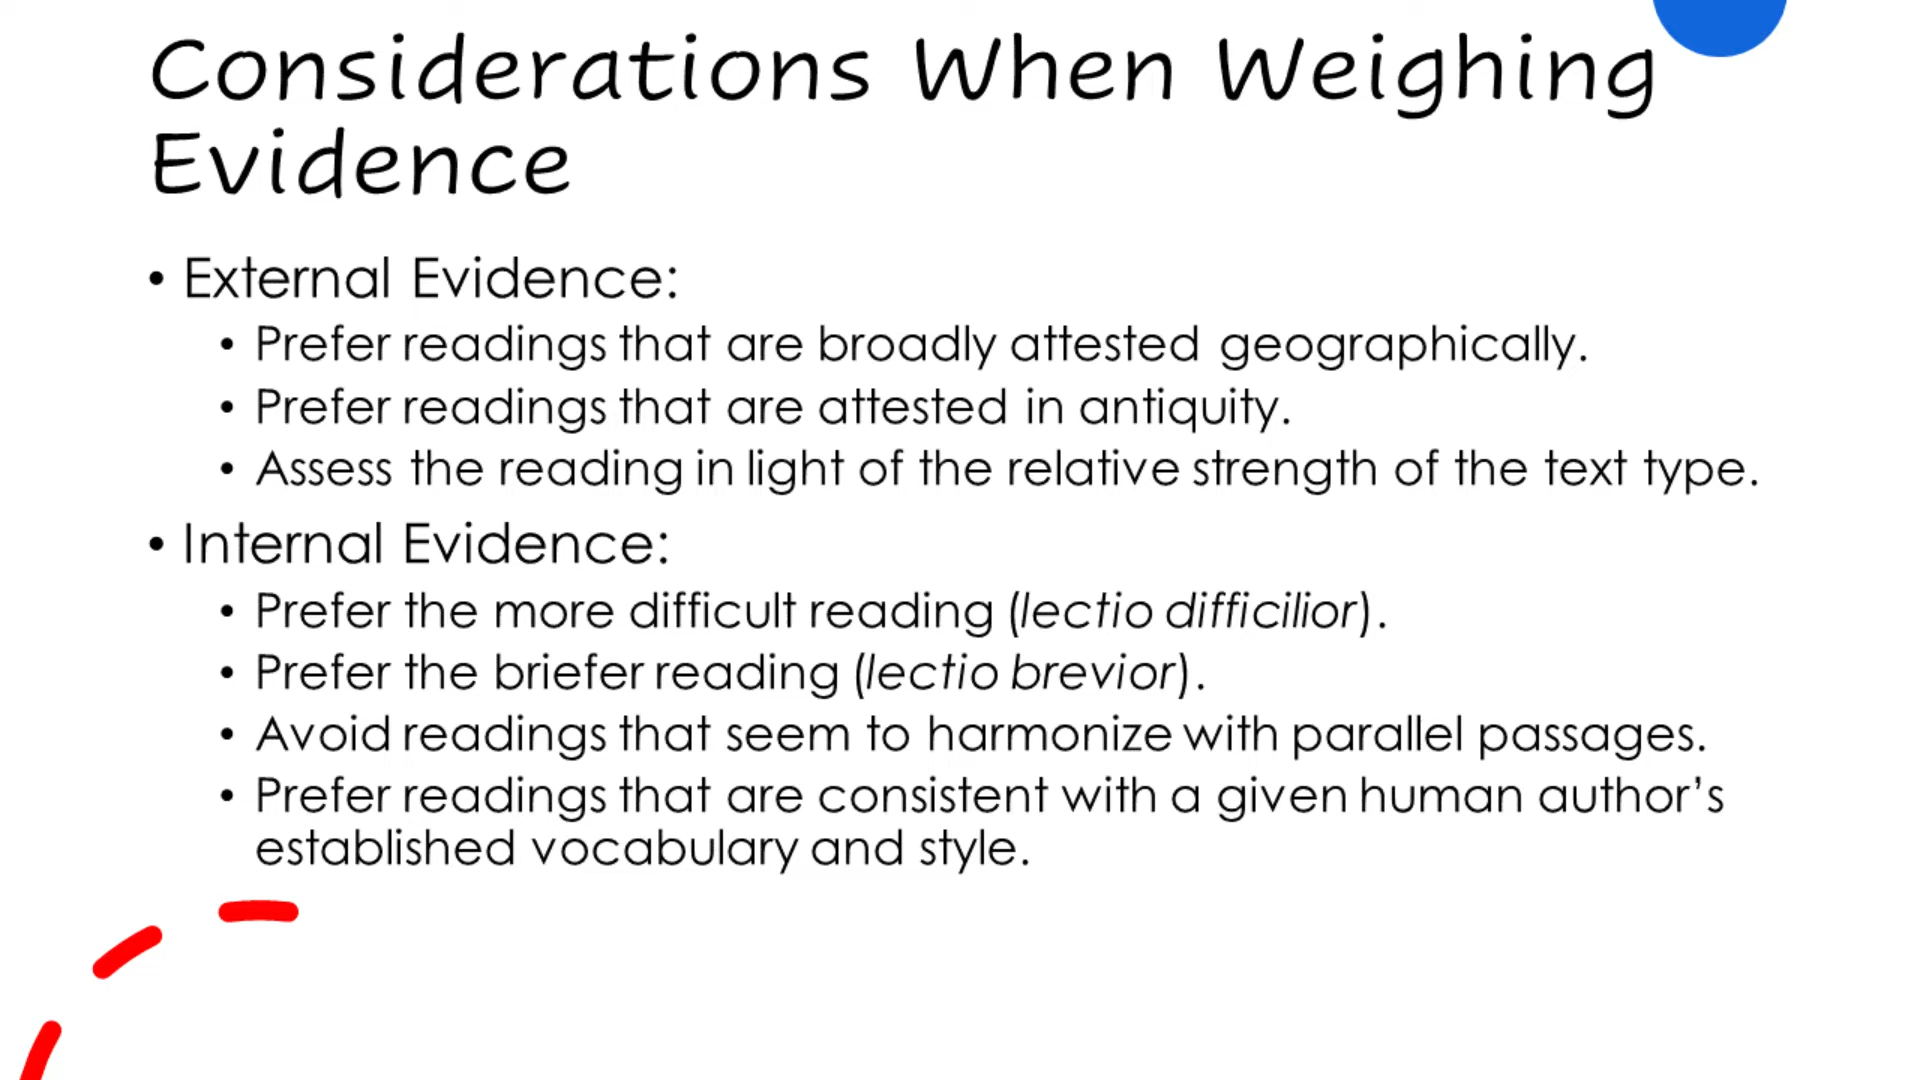 Considerations When Weighing
Evidence
• External Evidence:
• Prefer readings that are broadly attested geographically.
• Prefer readings that are attested in antiquity.
• Assess the reading in light of the relative strength of the text type.
• Internal Evidence:
• Prefer the more difficult reading (lectio difficilior).
• Prefer the briefer reading (lectio brevior).
• Avoid readings that seem to harmonize with parallel passages.
• Prefer readings that are consistent with a given human author’s
established vocabulary and style.